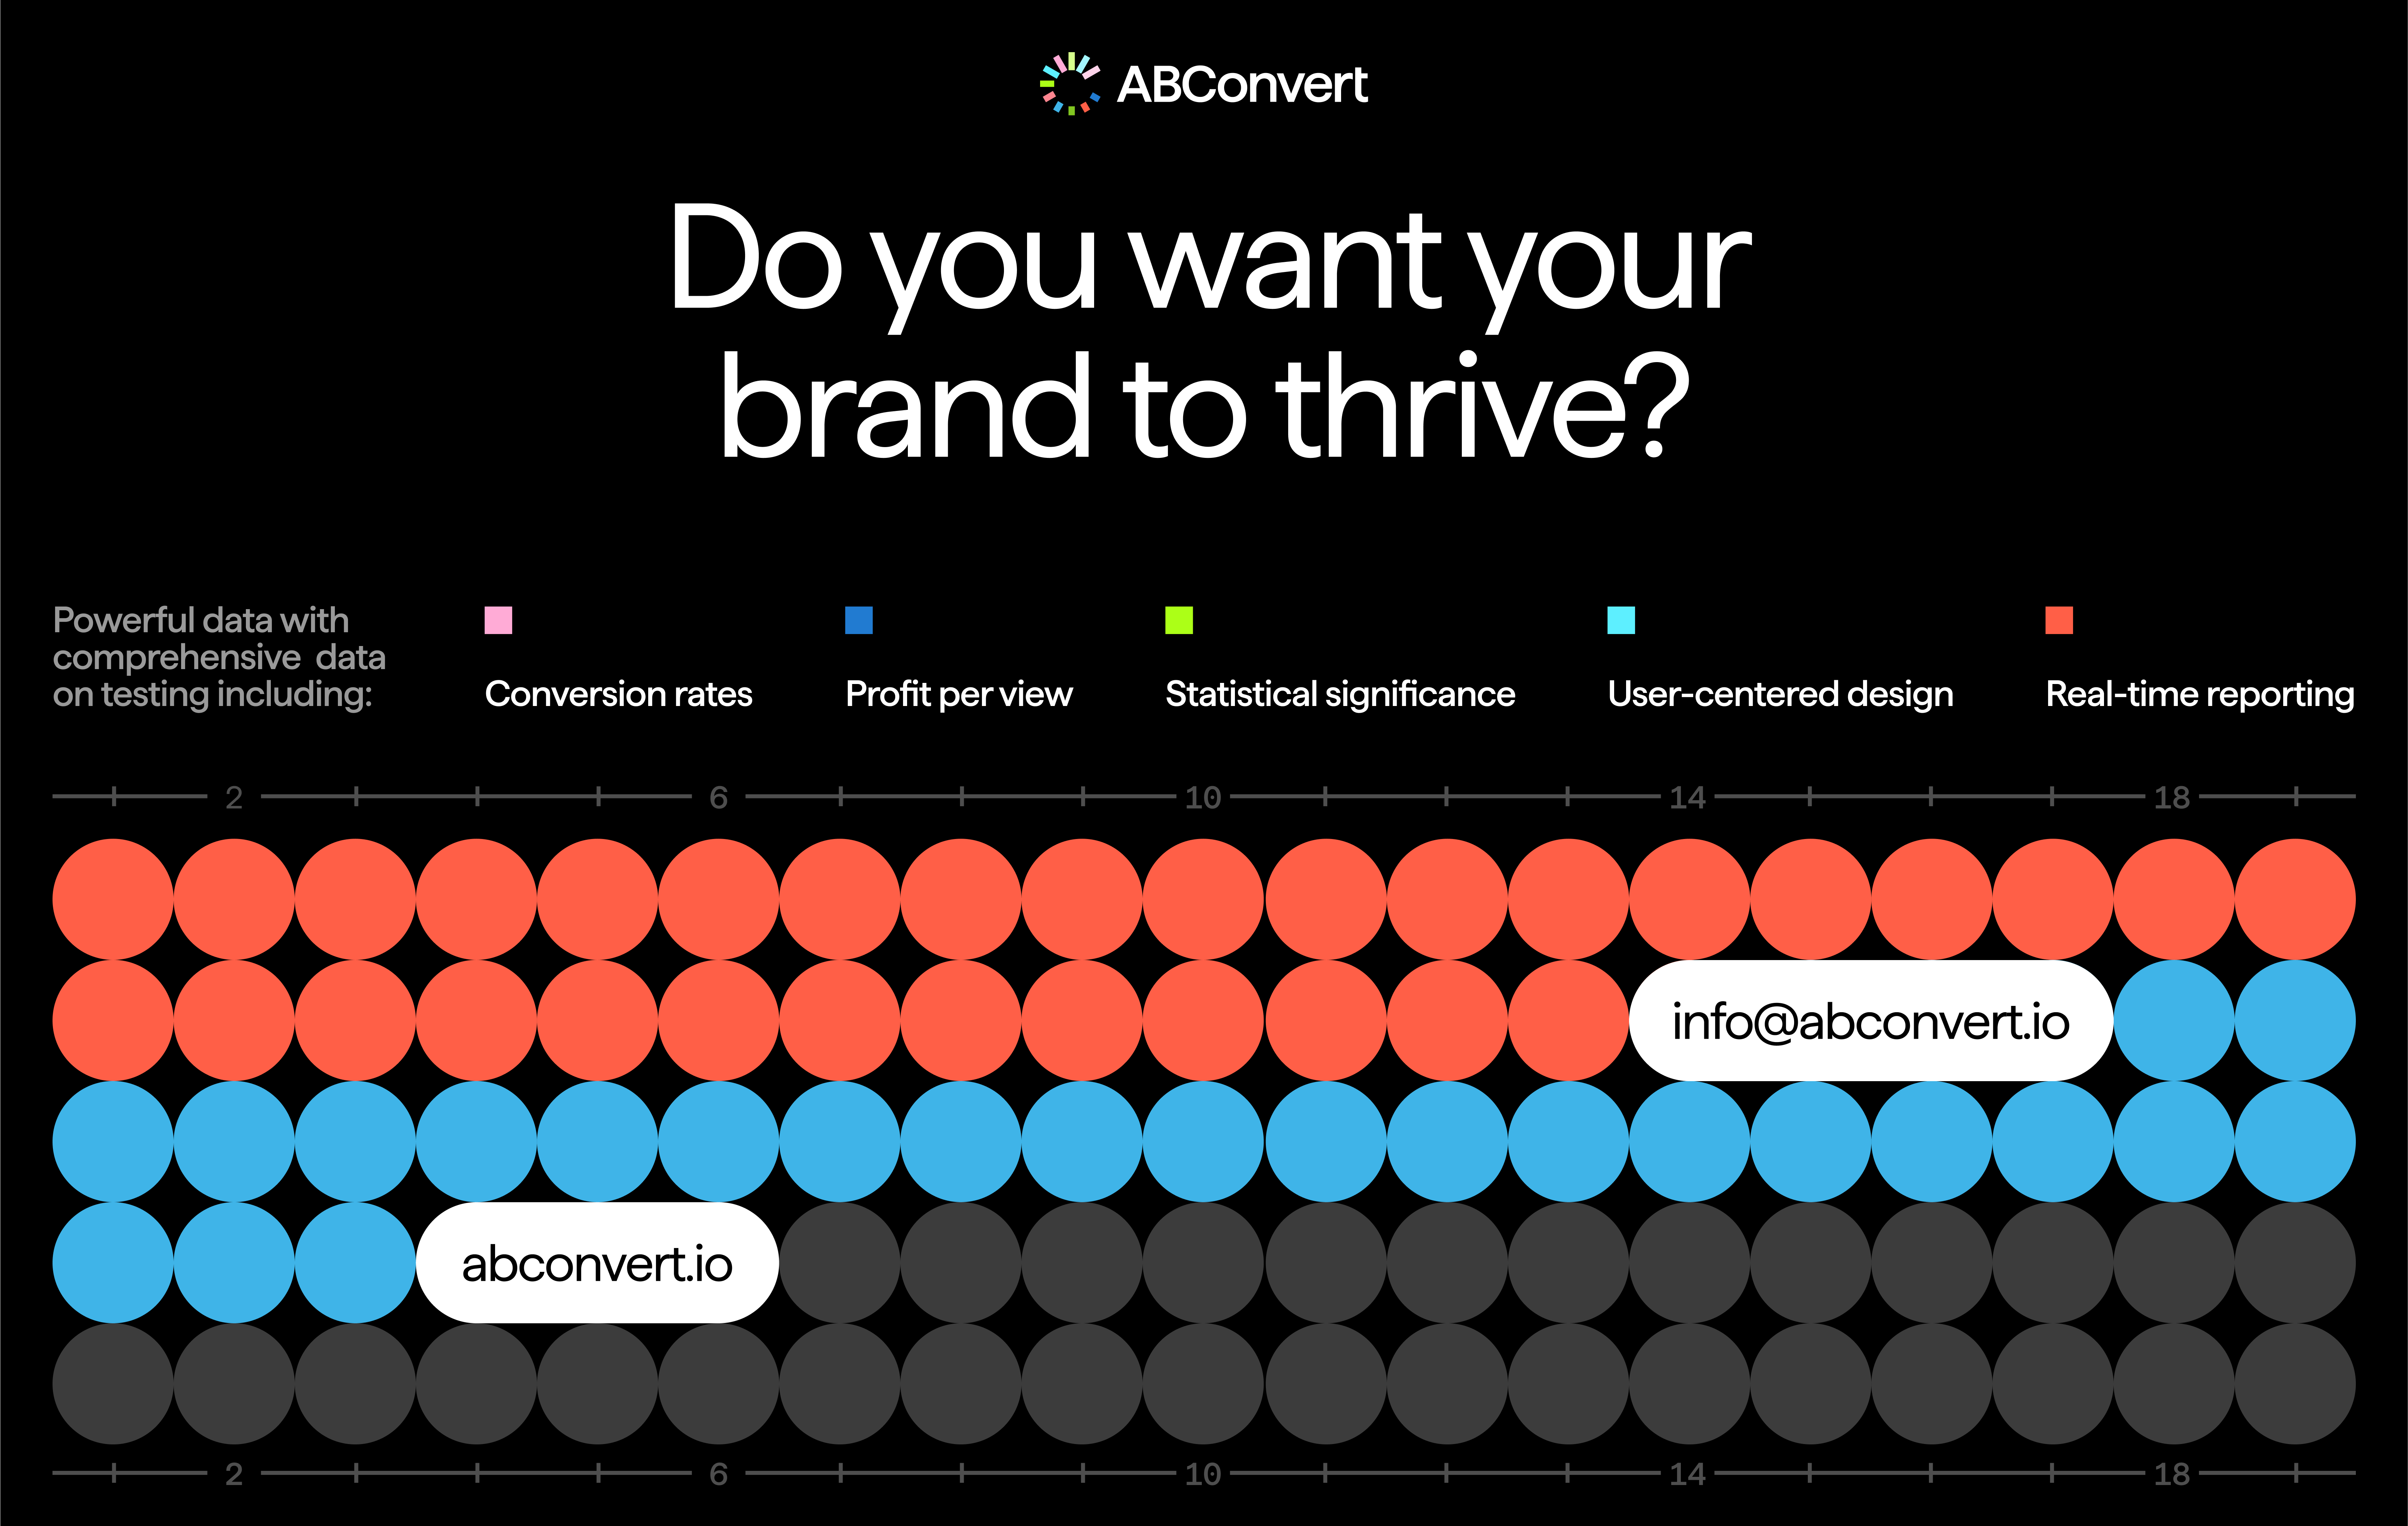 ABConvert
Do you want your
brand to thrive?
Powerful data with
comprehensive  data
on testing including:
Conversion rates
Profit per view
Statistical significance
User-centered design
Real-time reporting
2 6 10 14 18
info@abconvert.io
abconvert.io
2 6 10 14 18